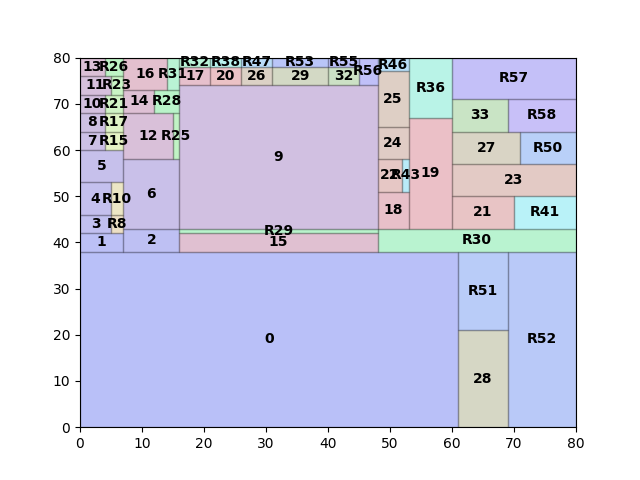 80 R32 R38 R47 R53 R55 R46
13 R26 16 R31 17 20 26 29 32 R56 R57
11 R23 R36
25
70 10 R21 14 R28 33 R58
8 R17
7 R15 12 R25 24 27 R50
60 9
5 22 R43 19 23
50 4 R10 6 18 21 R41
3 R8 R29
40 1 2 15 R30
30 R51
20 0 R52
10 28
0
0 10 20 30 40 50 60 70 80